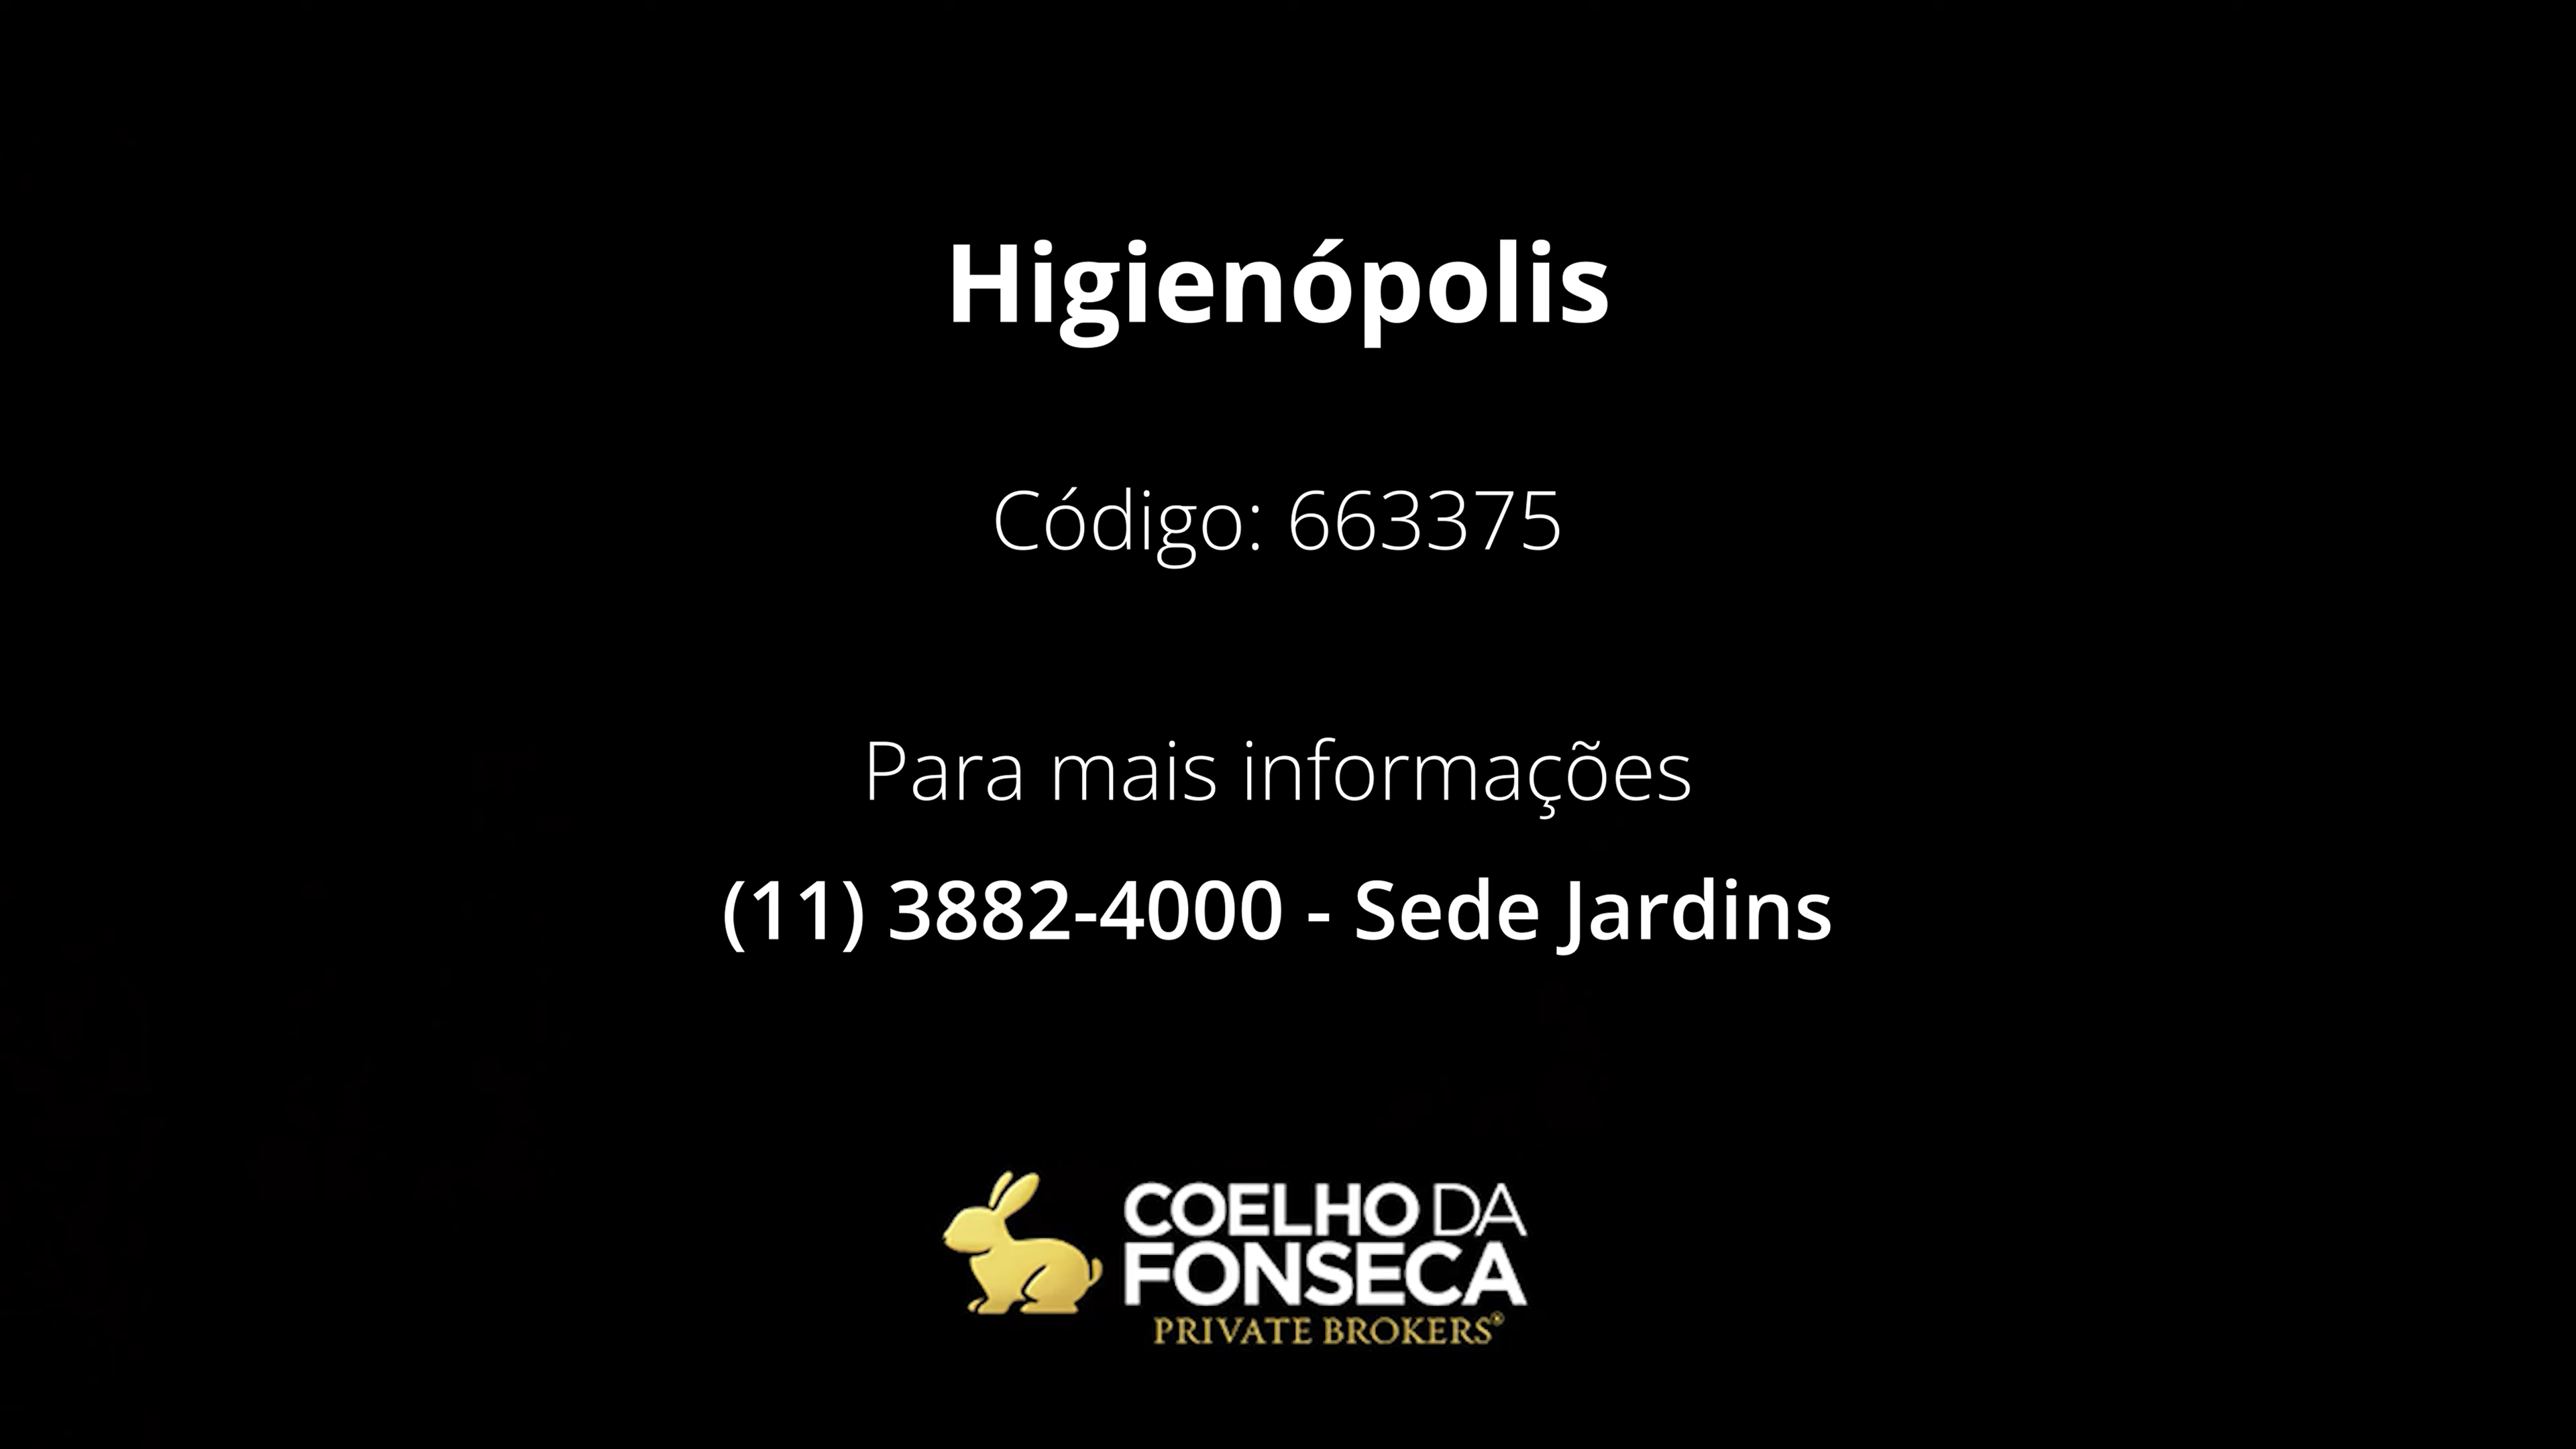 Higienópolis
Código: 663375
Para mais informações
(11) 3882-4000 - Sede Jardins
COELHO DA
FONSECA
PRIVATE BROKERS®